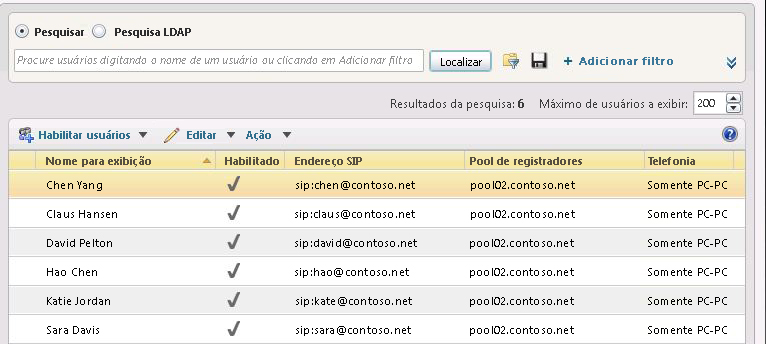 Pesquisar Pesquisa LDAP
Procure usuários digitando o nome de um usuário ou clicando em Adicionar filtro Localizar + Adicionar filtro
Resultados da pesquisa: 6 Máximo de usuários a exibir: 200
Habilitar usuários Editar Ação
Nome para exibição Habilitado Endereço SIP Pool de registradores Telefonia
Chen Yang sip:chen@contoso.net pool02.contoso.net Somente PC-PC
Claus Hansen sip:claus@contoso.net pool02.contoso.net Somente PC-PC
David Pelton sip:david@contoso.net pool02.contoso.net Somente PC-PC
Hao Chen sip:hao@contoso.net pool02.contoso.net Somente PC-PC
Katie Jordan sip:kate@contoso.net pool02.contoso.net Somente PC-PC
Sara Davis sip:sara@contoso.net pool02.contoso.net Somente PC-PC